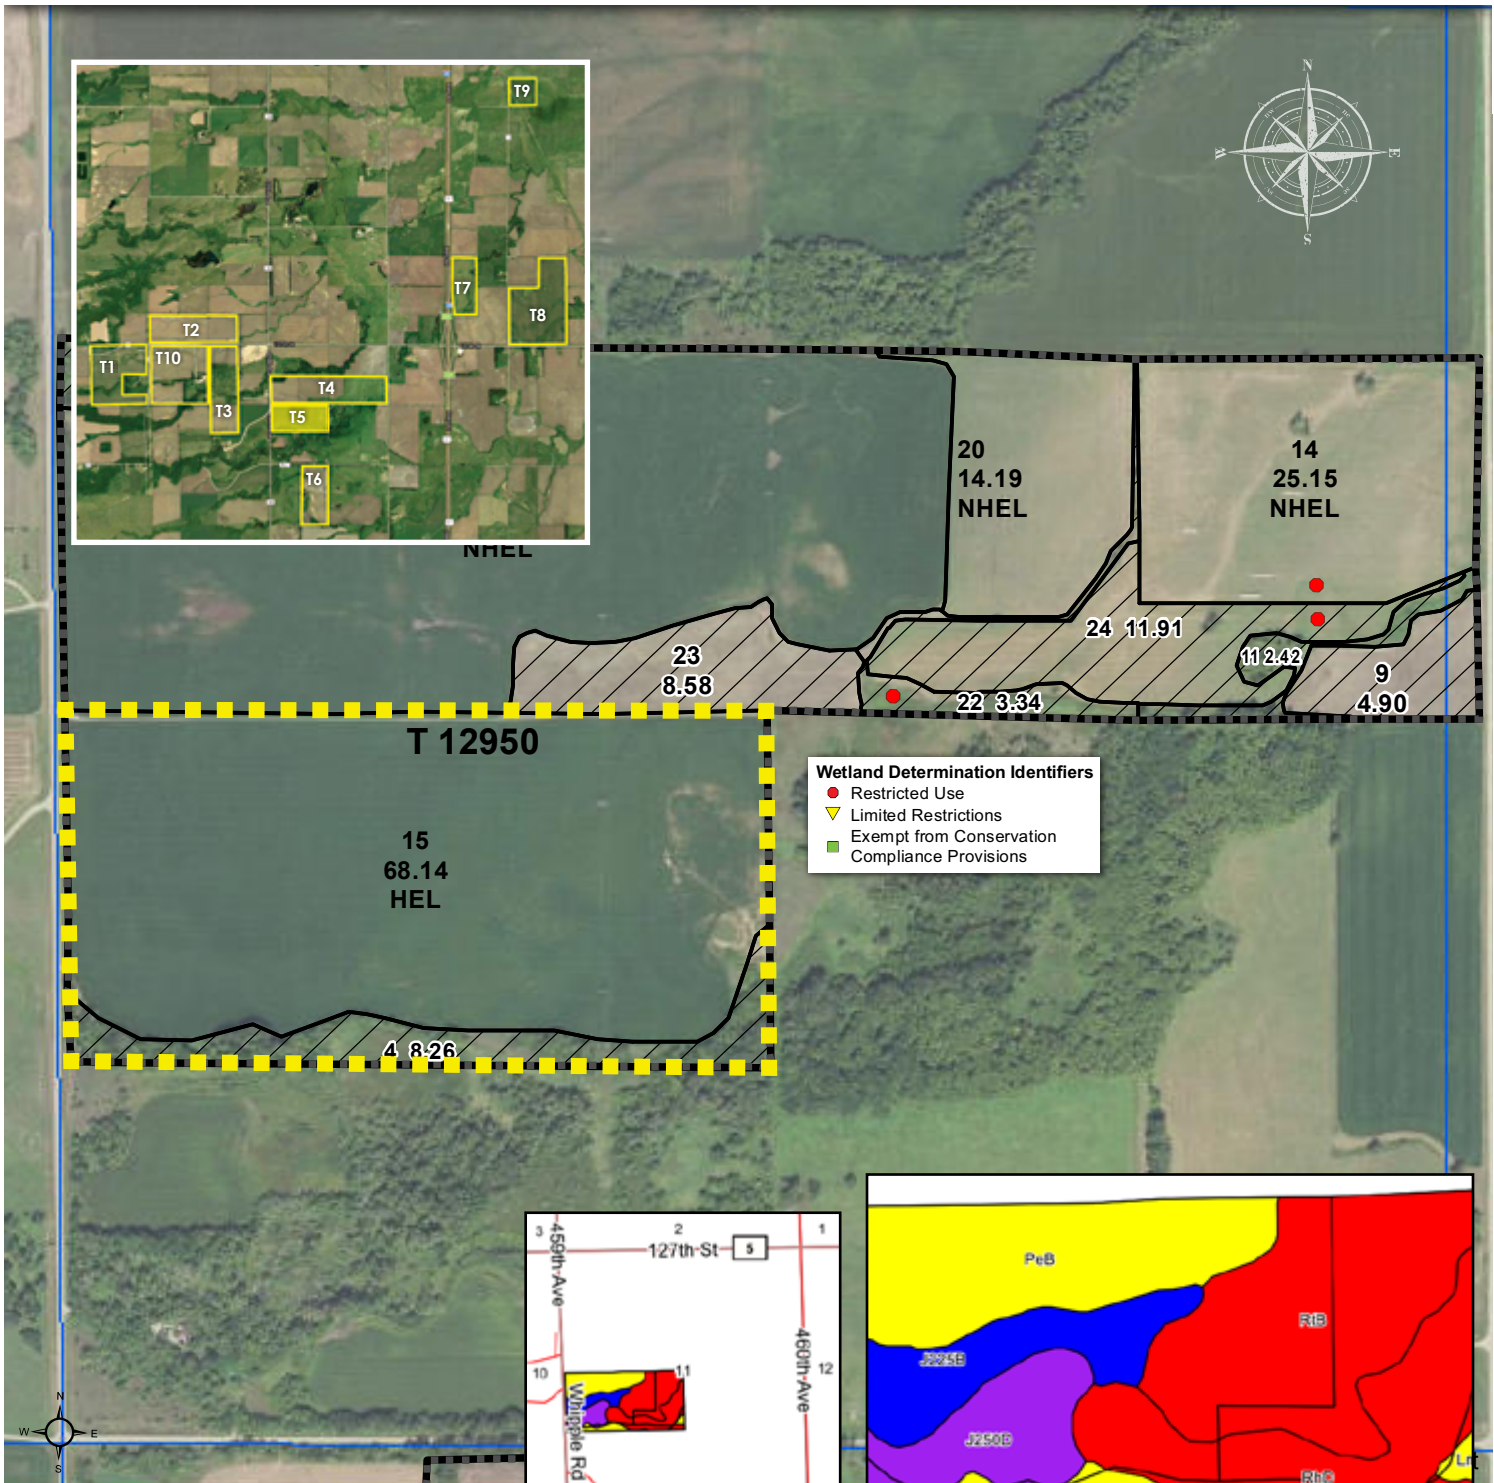 T9
T7
T8
T2
T1
T10
T3
T4
T5
T6
N
W
E
S
NHEL
20
14.19
NHEL
14
25.15
NHEL
23
8.58
24 11.91
11 2.42
9
4.90
22 3.34
T 12950
15
68.14
HEL
4 8.26
Wetland Determination Identifiers
Restricted Use
Limited Restrictions
Exempt from Conservation
Compliance Provisions
3
2
1
459th Ave
127th St
5
460th Ave
10
11
12
Whipple Rd
PeB
RtB
J225B
J250D
RhC
N
W
E
S